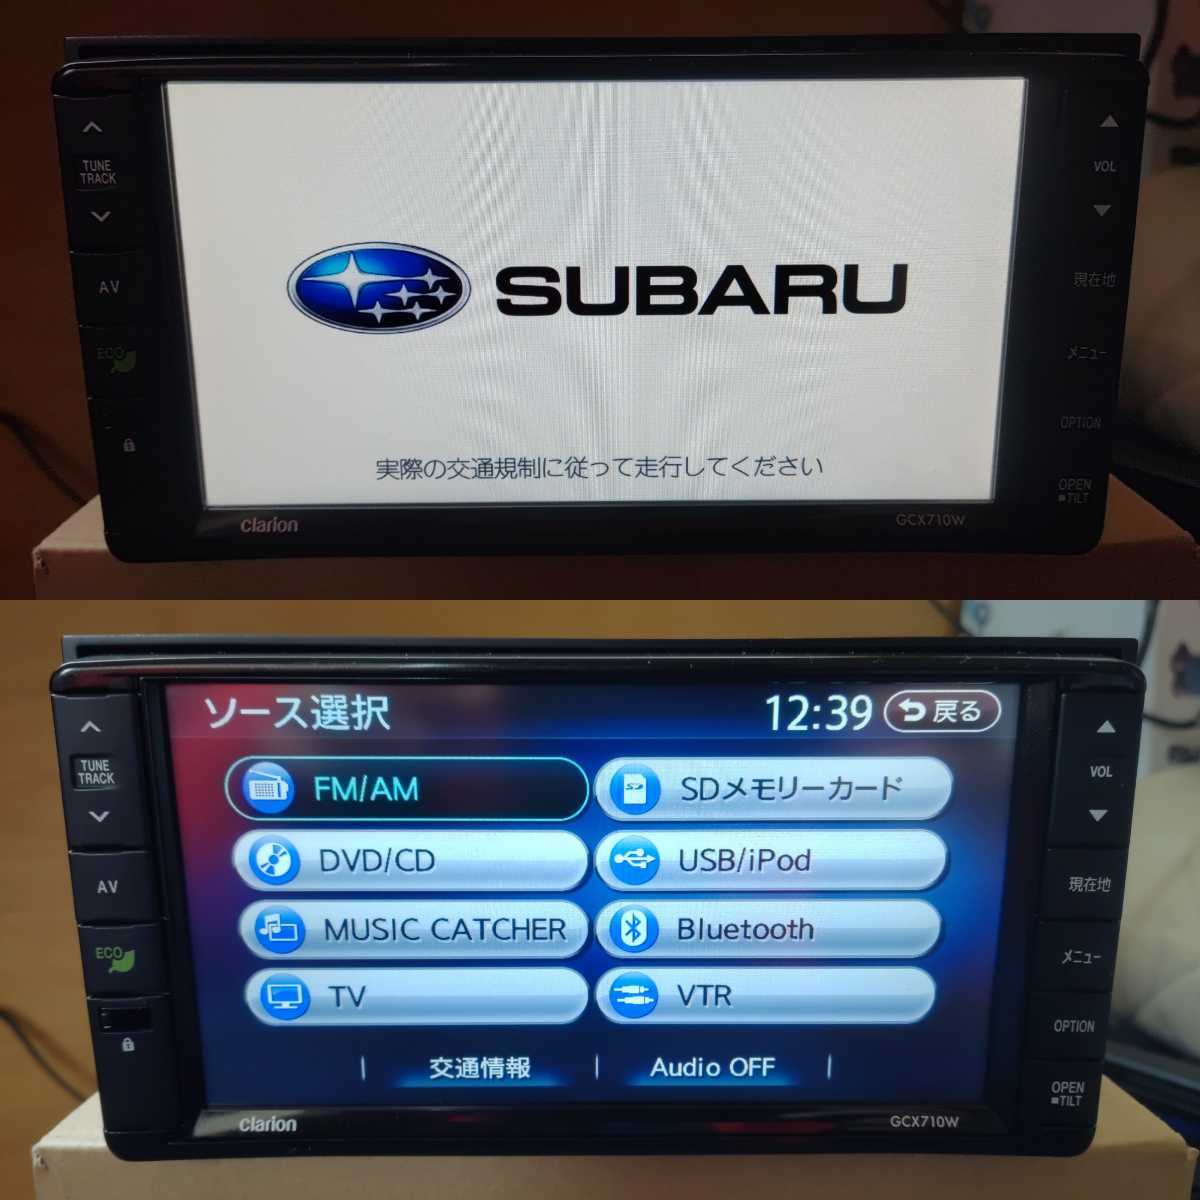 TUNE
TRACK
AV
ECO
SUBARU
実際の交通規制に従って走行してください
clarion
GCX710W
VOL
現在地
メニュー
OPTION
OPEN
■TILT
TUNE
TRACK
AV
ECO
ソース選択
12:39
戻る
FM/AM
SDメモリーカード
DVD/CD
USB/iPod
MUSIC CATCHER
Bluetooth
TV
VTR
交通情報
Audio OFF
clarion
GCX710W
VOL
現在地
メニュー
OPTION
OPEN
■TILT